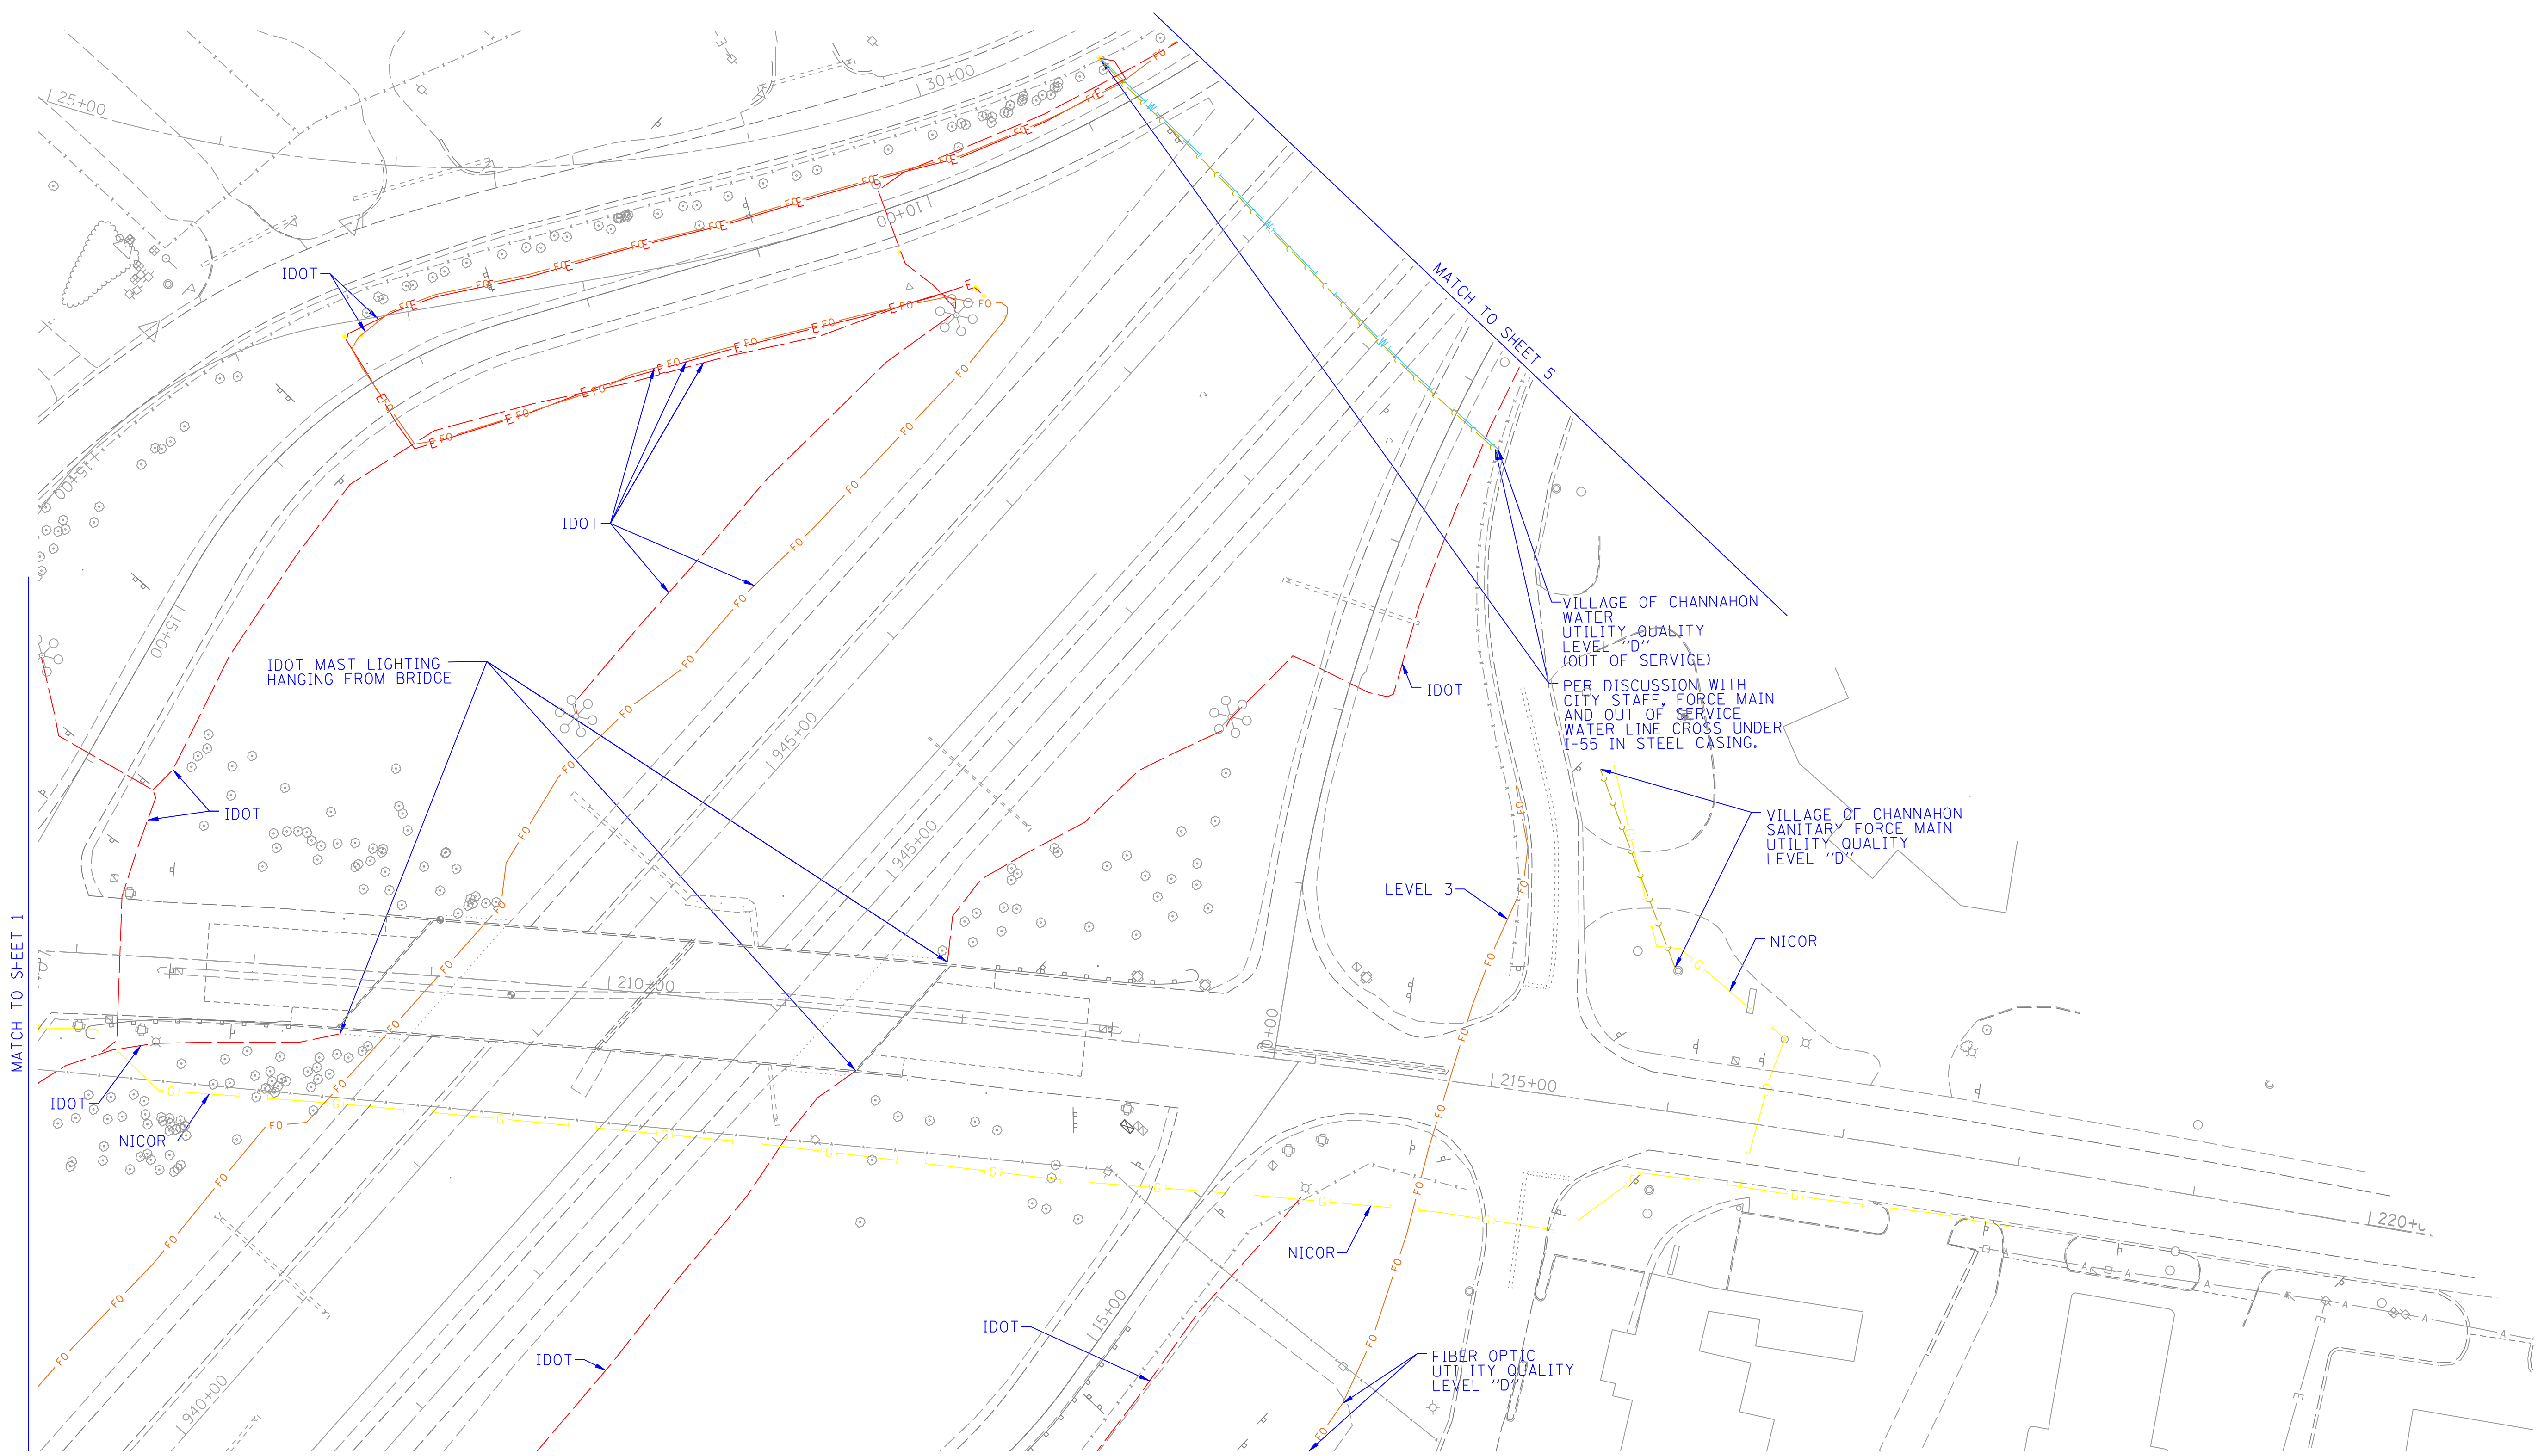 25+00
30+00
10+00
IDOT
MATCH TO SHEET 5
15+00
IDOT
15+00
VILLAGE OF CHANNAHON
WATER
UTILITY QUALITY
LEVEL "D"
(OUT OF SERVICE)
IDOT MAST LIGHTING
HANGING FROM BRIDGE
IDOT
PER DISCUSSION WITH
CITY STAFF, FORCE MAIN
AND OUT OF SERVICE
WATER LINE CROSS UNDER
I-55 IN STEEL CASING.
945+00
IDOT
945+00
VILLAGE OF CHANNAHON
SANITARY FORCE MAIN
UTILITY QUALITY
LEVEL "D"
LEVEL 3
NICOR
MATCH TO SHEET 1
210+00
0+00
215+00
IDOT
NICOR
220+
NICOR
15+00
IDOT
IDOT
FIBER OPTIC
UTILITY QUALITY
LEVEL "D"
940+00